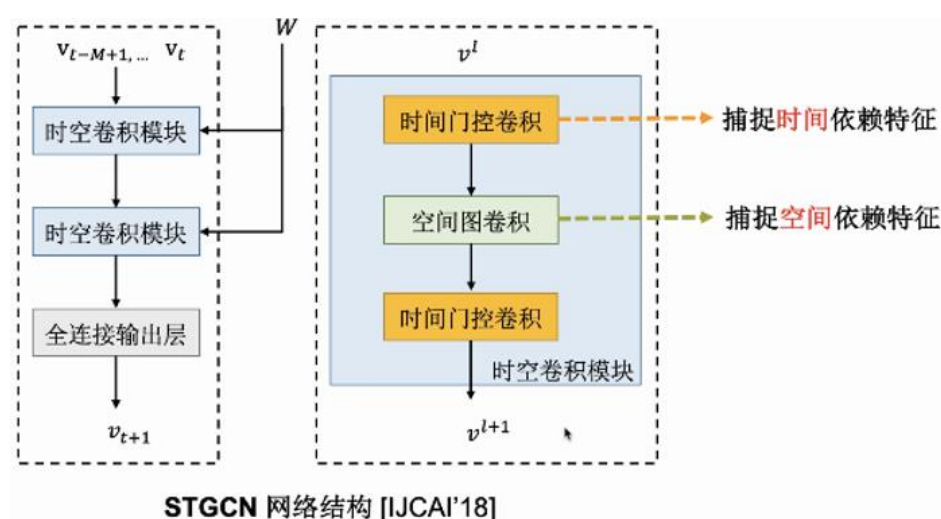 W
v_{t-M+1,...} v_t
时空卷积模块
时空卷积模块
全连接输出层
v_{t+1}
v^l
时间门控卷积
空间图卷积
时间门控卷积
时空卷积模块
v^{l+1}
捕捉时间依赖特征
捕捉空间依赖特征
STGCN 网络结构 [IJCAI'18]